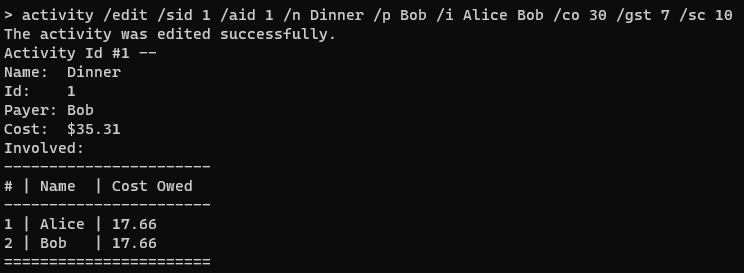 > activity /edit /sid 1 /aid 1 /n Dinner /p Bob /i Alice Bob /co 30 /gst 7 /sc 10
The activity was edited successfully.
Activity Id #1 --
Name:  Dinner
Id:    1
Payer: Bob
Cost:  $35.31
Involved:
-----------------------
# | Name  | Cost Owed
-----------------------
1 | Alice | 17.66
2 | Bob   | 17.66
=======================